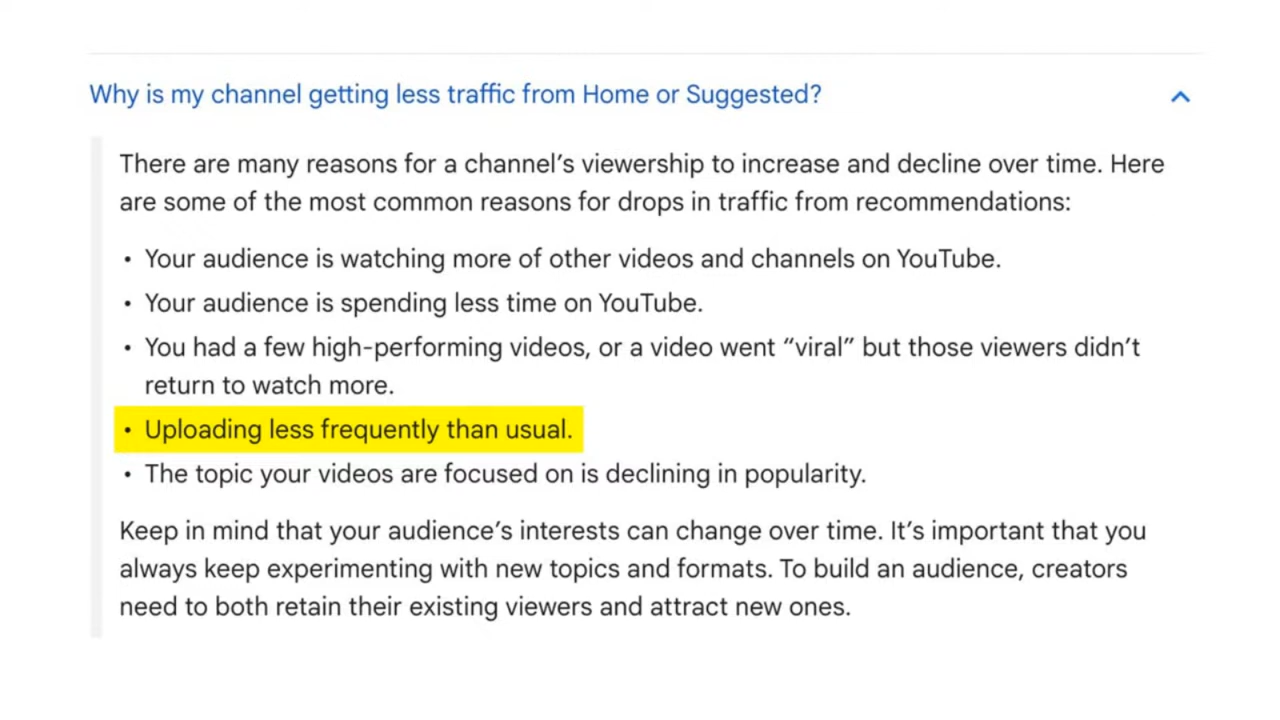 Why is my channel getting less traffic from Home or Suggested?
There are many reasons for a channel’s viewership to increase and decline over time. Here
are some of the most common reasons for drops in traffic from recommendations:
• Your audience is watching more of other videos and channels on YouTube.
• Your audience is spending less time on YouTube.
• You had a few high-performing videos, or a video went “viral” but those viewers didn’t
return to watch more.
• Uploading less frequently than usual.
• The topic your videos are focused on is declining in popularity.
Keep in mind that your audience’s interests can change over time. It’s important that you
always keep experimenting with new topics and formats. To build an audience, creators
need to both retain their existing viewers and attract new ones.